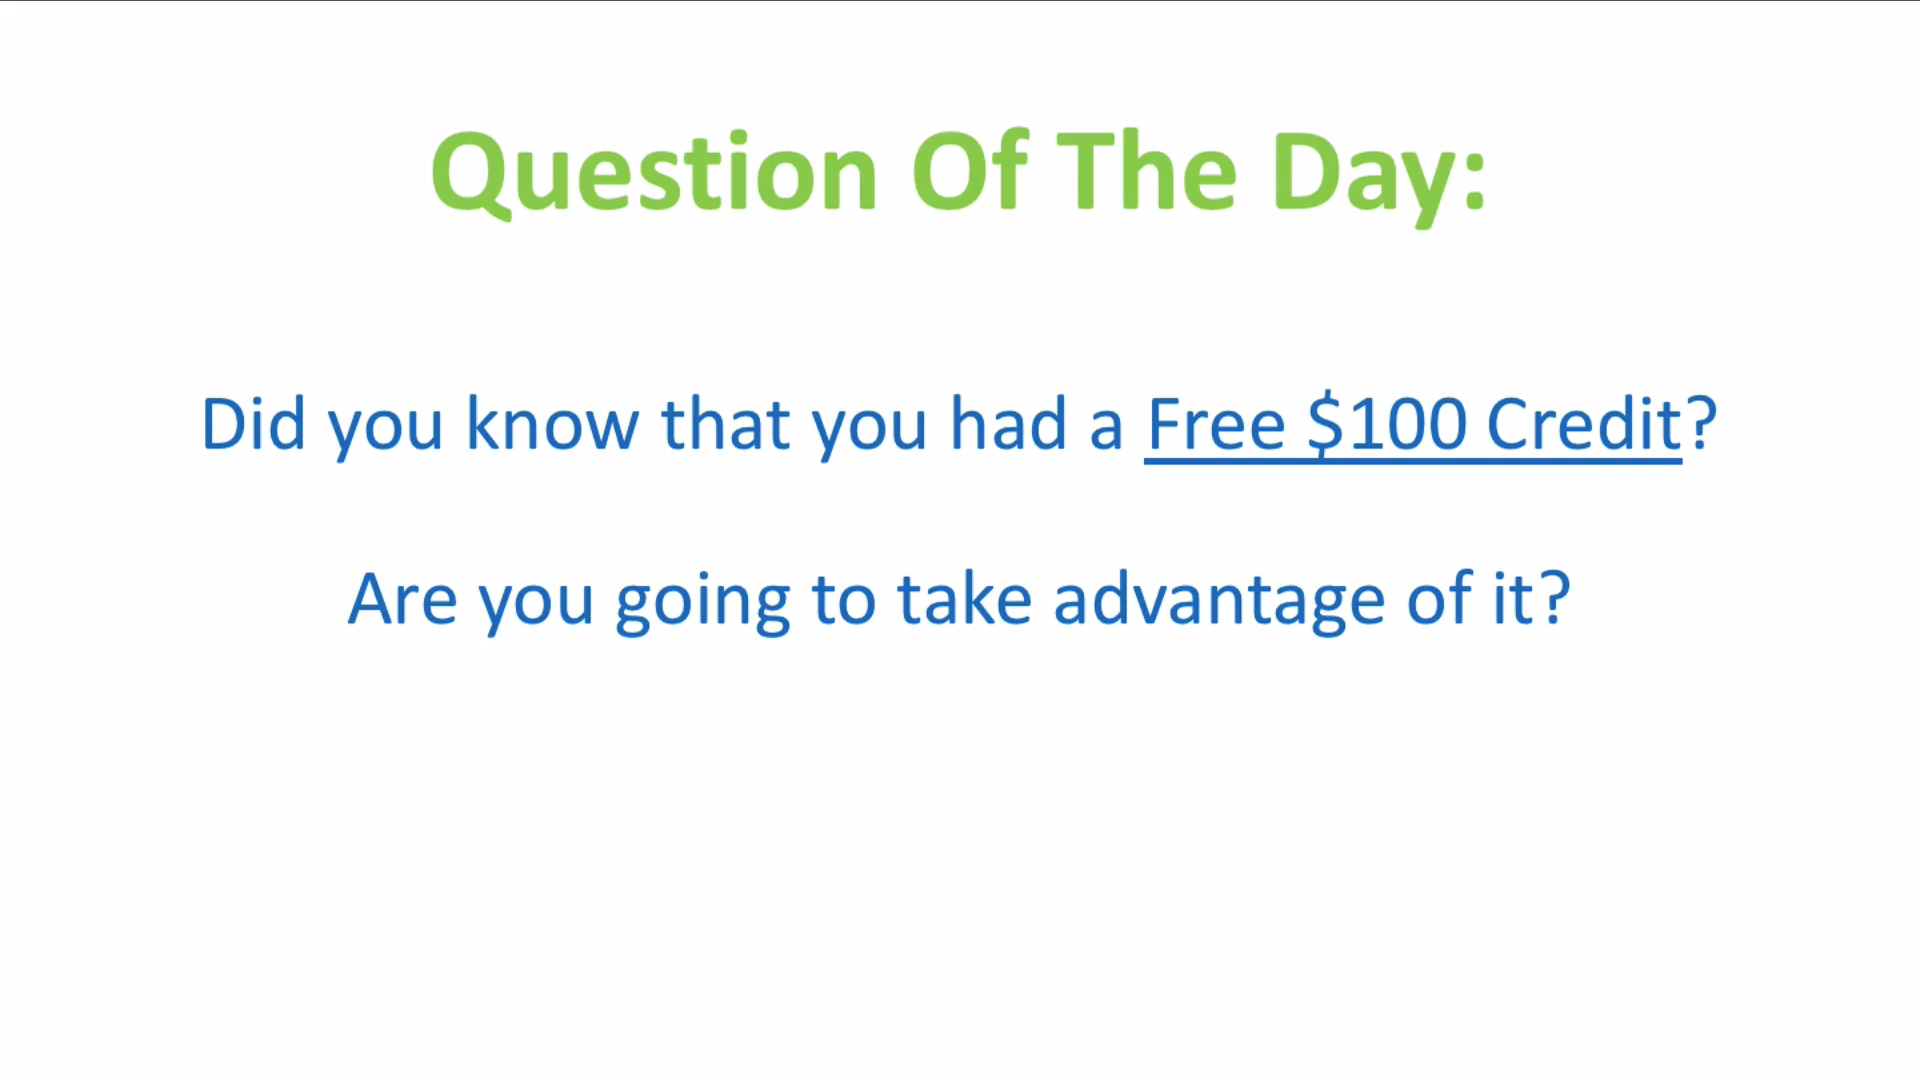 Question Of The Day:
Did you know that you had a Free $100 Credit?
Are you going to take advantage of it?